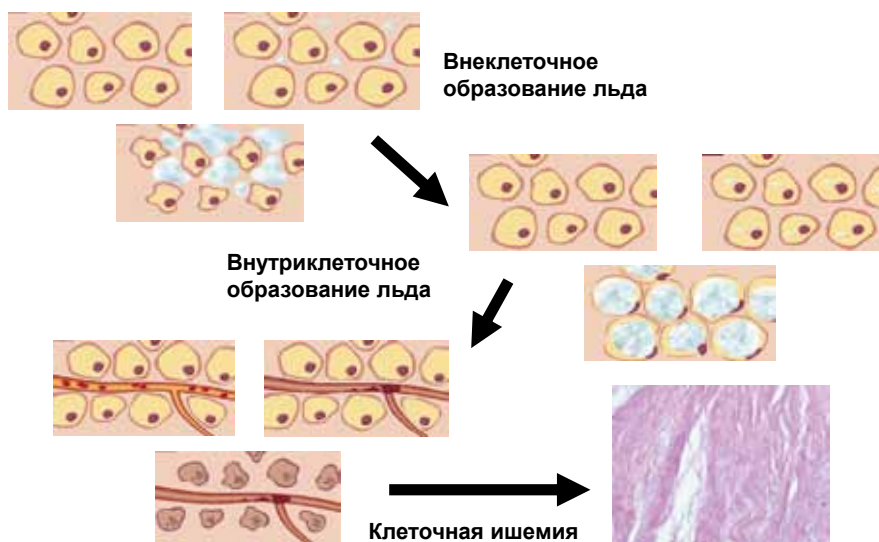 Внеклеточное
образование льда
Внутриклеточное
образование льда
Клеточная ишемия